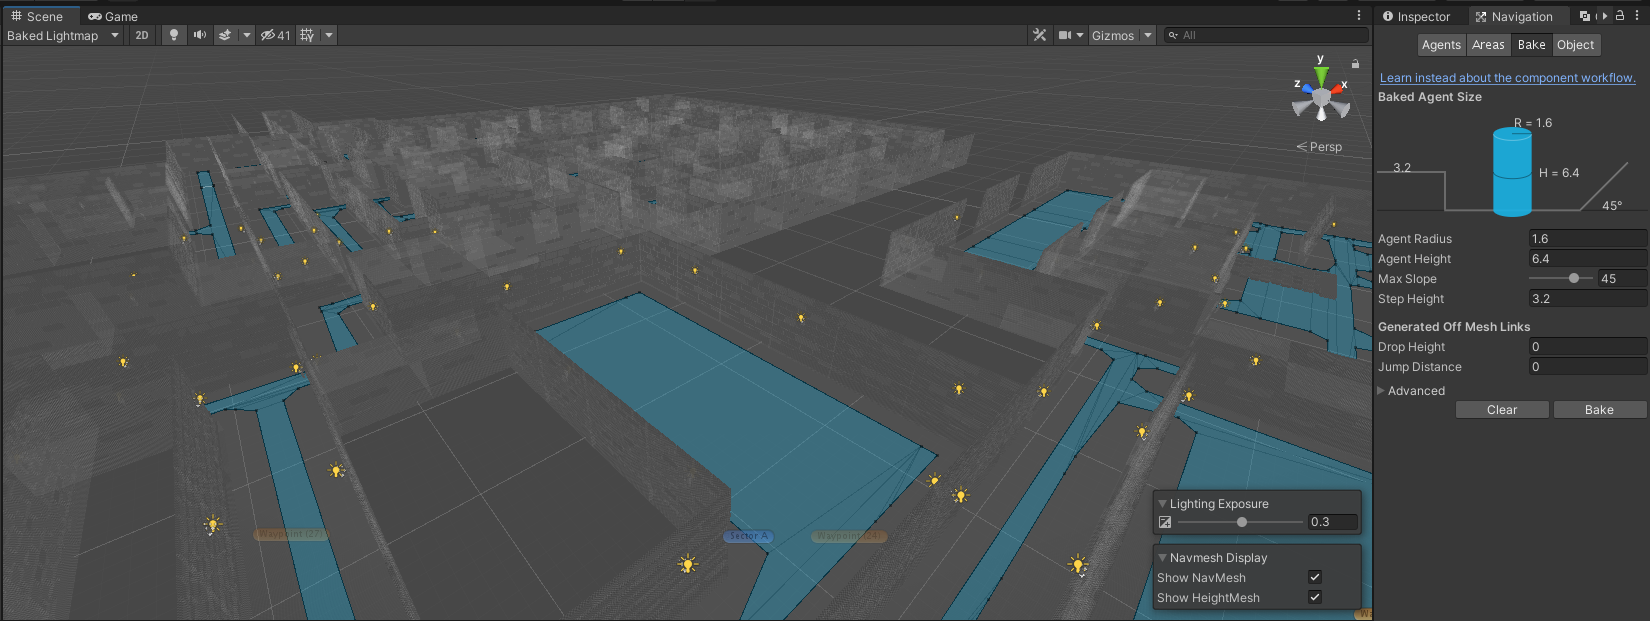 Scene
Game
Baked Lightmap
2D
41
Gizmos
All
y
z
x
Persp
Waypoint (27)
Sector A
Waypoint (24)
Lighting Exposure
0.3
Navmesh Display
Show NavMesh
Show HeightMesh
Inspector
Navigation
Agents
Areas
Bake
Object
Learn instead about the component workflow.
Baked Agent Size
R = 1.6
3.2
H = 6.4
45°
Agent Radius 1.6
Agent Height 6.4
Max Slope 45
Step Height 3.2
Generated Off Mesh Links
Drop Height 0
Jump Distance 0
Advanced
Clear
Bake